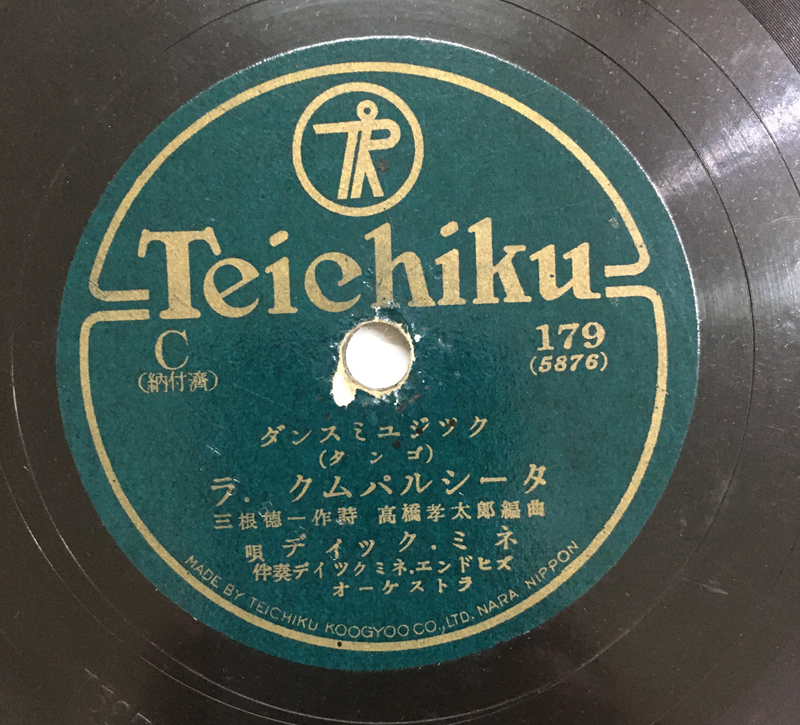 Teichiku
C
(納付濟)
179
(5876)
ダンスミユジツク
(タンゴ)
ラ．クムパルシータ
三根德一作詩 高橋孝太郎編曲
唄 デイツク．ミネ
伴奏デイツクミネ．エンドヒズ
オーケストラ
MADE BY TEICHIKU KOOGYOO CO., LTD. NARA NIPPON